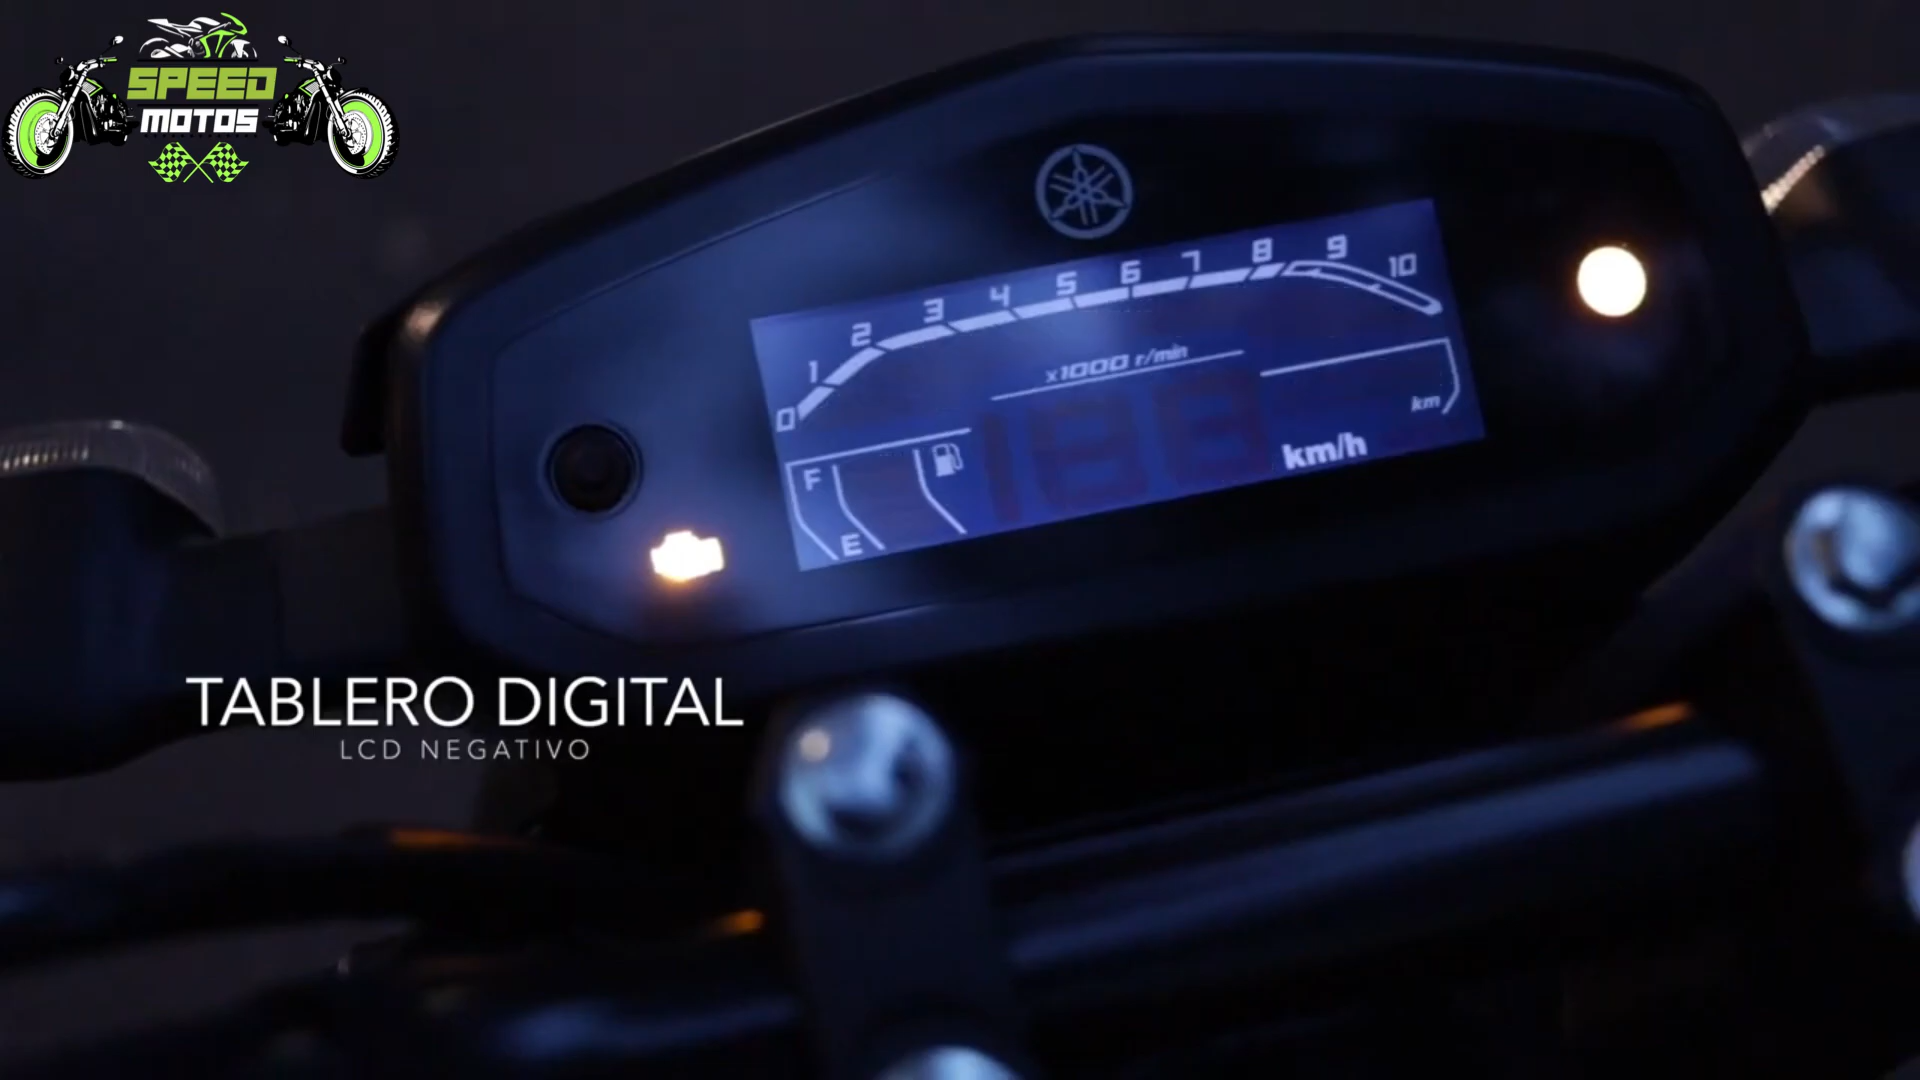 SPEED
MOTOS
0 1 2 3 4 5 6 7 8 9 10
x1000 r/min
km
F
E
188
km/h
TABLERO DIGITAL
LCD NEGATIVO